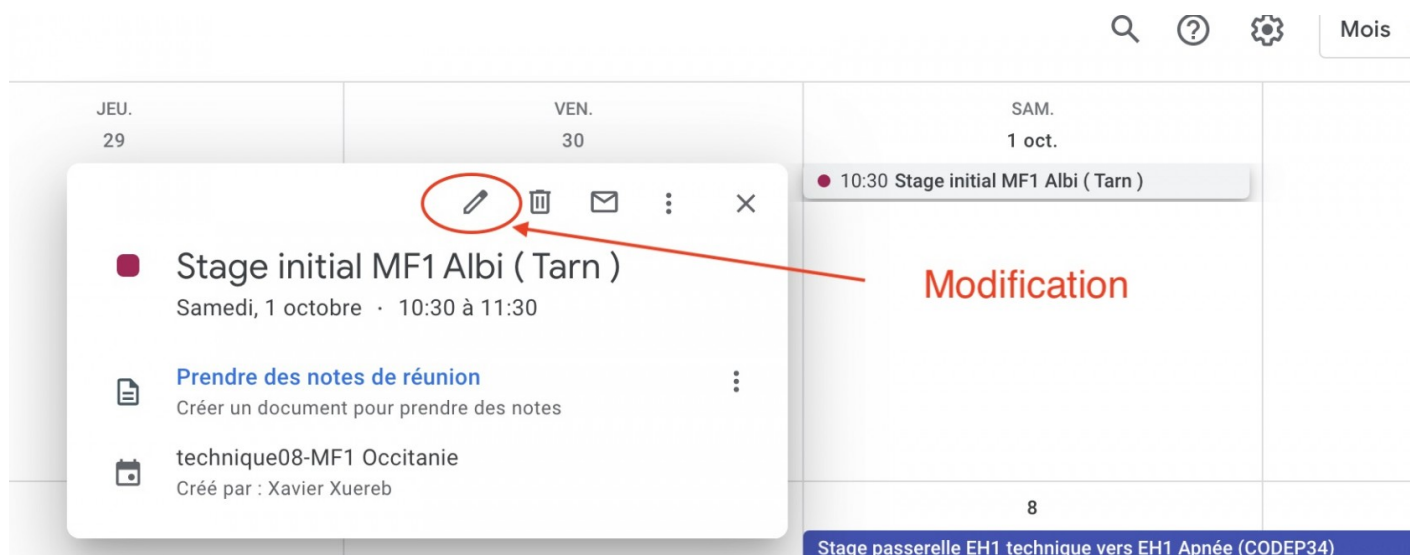 Mois
JEU.
VEN.
SAM.
29
30
1 oct.
10:30 Stage initial MF1 Albi ( Tarn )
Stage initial MF1 Albi ( Tarn )
Samedi, 1 octobre · 10:30 à 11:30
Modification
Prendre des notes de réunion
Créer un document pour prendre des notes
technique08-MF1 Occitanie
Créé par : Xavier Xuereb
8
Stage passerelle EH1 technique vers EH1 Apnée (CODEP34)